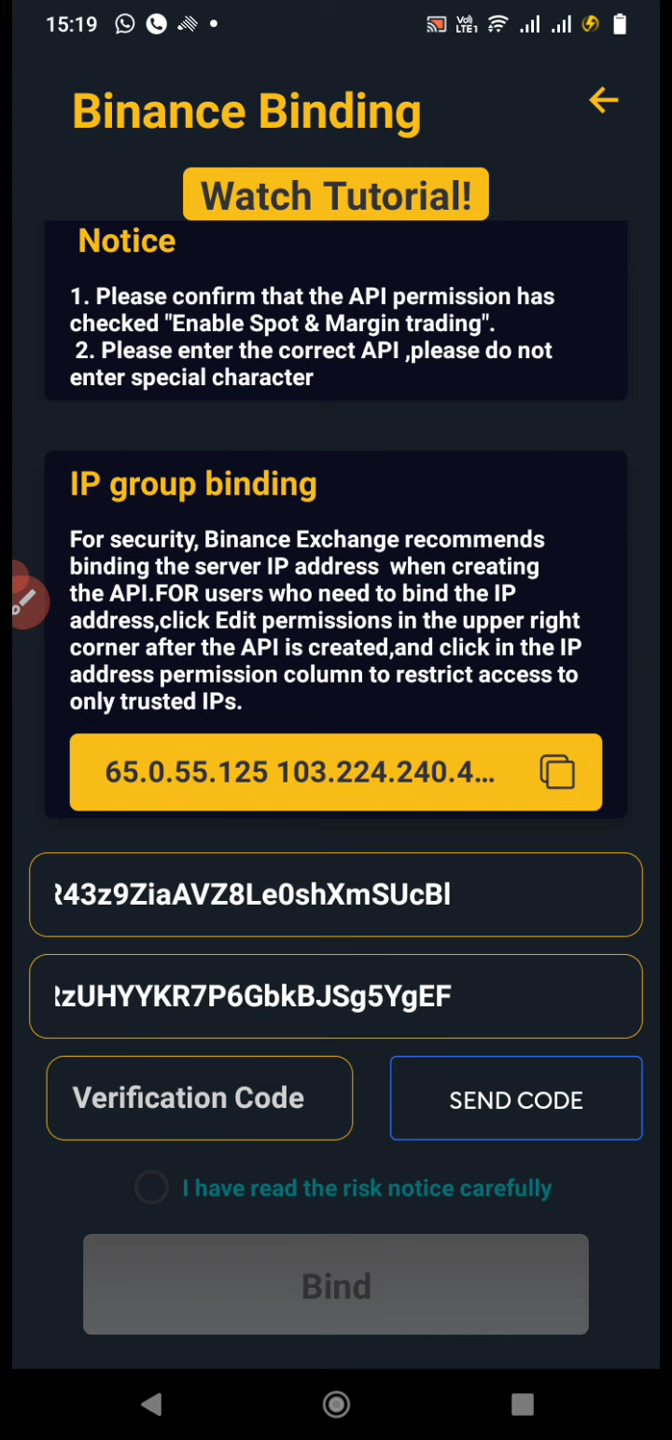 15:19
Binance Binding
Watch Tutorial!
Notice
1. Please confirm that the API permission has
checked "Enable Spot & Margin trading".
2. Please enter the correct API ,please do not
enter special character
IP group binding
For security, Binance Exchange recommends
binding the server IP address when creating
the API.FOR users who need to bind the IP
address,click Edit permissions in the upper right
corner after the API is created,and click in the IP
address permission column to restrict access to
only trusted IPs.
65.0.55.125 103.224.240.4...
R43z9ZiaAVZ8Le0shXmSUcBl
RzUHYYKR7P6GbkBJSg5YgEF
Verification Code
SEND CODE
I have read the risk notice carefully
Bind